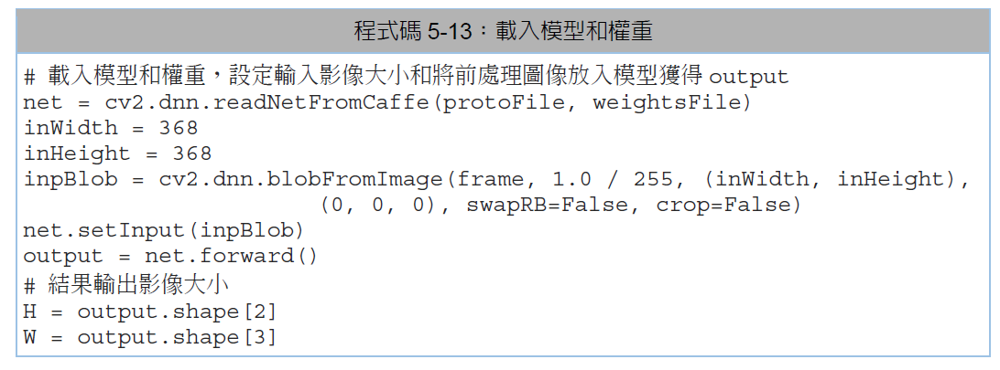 程式碼 5-13：載入模型和權重
# 載入模型和權重，設定輸入影像大小和將前處理圖像放入模型獲得 output
net = cv2.dnn.readNetFromCaffe(protoFile, weightsFile)
inWidth = 368
inHeight = 368
inpBlob = cv2.dnn.blobFromImage(frame, 1.0 / 255, (inWidth, inHeight),
                      (0, 0, 0), swapRB=False, crop=False)
net.setInput(inpBlob)
output = net.forward()
# 結果輸出影像大小
H = output.shape[2]
W = output.shape[3]